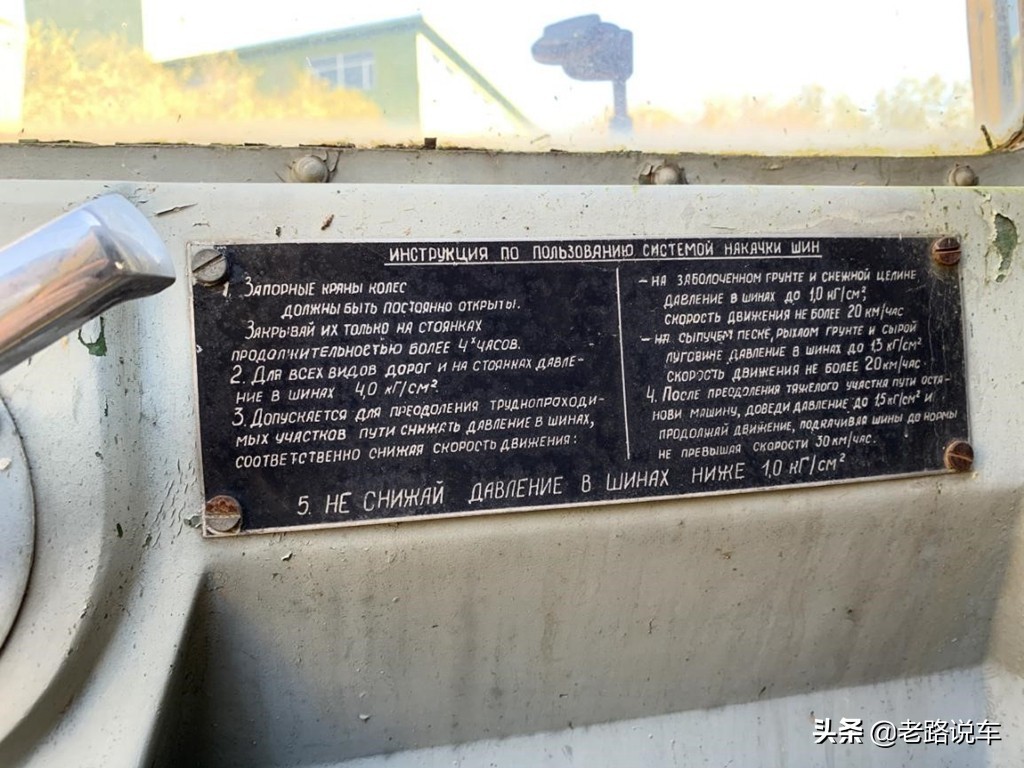 ИНСТРУКЦИЯ ПО ПОЛЬЗОВАНИЮ СИСТЕМОЙ НАКАЧКИ ШИН
1. ЗАПОРНЫЕ КРАНЫ КОЛЕС
ДОЛЖНЫ БЫТЬ ПОСТОЯННО ОТКРЫТЫ.
ЗАКРЫВАЙ ИХ ТОЛЬКО НА СТОЯНКАХ
ПРОДОЛЖИТЕЛЬНОСТЬЮ БОЛЕЕ 4х ЧАСОВ.
2. ДЛЯ ВСЕХ ВИДОВ ДОРОГ И НА СТОЯНКАХ ДАВЛЕ-
НИЕ В ШИНАХ 4,0 кГ/см².
3. ДОПУСКАЕТСЯ ДЛЯ ПРЕОДОЛЕНИЯ ТРУДНОПРОХОДИ-
МЫХ УЧАСТКОВ ПУТИ СНИЖАТЬ ДАВЛЕНИЕ В ШИНАХ,
СООТВЕТСТВЕННО СНИЖАЯ СКОРОСТЬ ДВИЖЕНИЯ:
– НА ЗАБОЛОЧЕННОМ ГРУНТЕ И СНЕЖНОЙ ЦЕЛИНЕ
ДАВЛЕНИЕ В ШИНАХ ДО 1,0 кГ/см²;
СКОРОСТЬ ДВИЖЕНИЯ НЕ БОЛЕЕ 20 КМ/ЧАС
– НА СЫПУЧЕМ ПЕСКЕ, РЫХЛОМ ГРУНТЕ И СЫРОЙ
ЛУГОВИНЕ ДАВЛЕНИЕ В ШИНАХ ДО 1,3 кГ/см²
СКОРОСТЬ ДВИЖЕНИЯ НЕ БОЛЕЕ 20 КМ/ЧАС.
4. ПОСЛЕ ПРЕОДОЛЕНИЯ ТЯЖЕЛОГО УЧАСТКА ПУТИ ОСТА-
НОВИ МАШИНУ, ДОВЕДИ ДАВЛЕНИЕ ДО 1,5 кГ/см² И
ПРОДОЛЖАЙ ДВИЖЕНИЕ, ПОДКАЧИВАЯ ШИНЫ ДО НОРМЫ
НЕ ПРЕВЫШАЯ СКОРОСТИ 30 КМ/ЧАС.
5. НЕ СНИЖАЙ ДАВЛЕНИЕ В ШИНАХ НИЖЕ 1,0 кГ/см²
头条 @老路说车